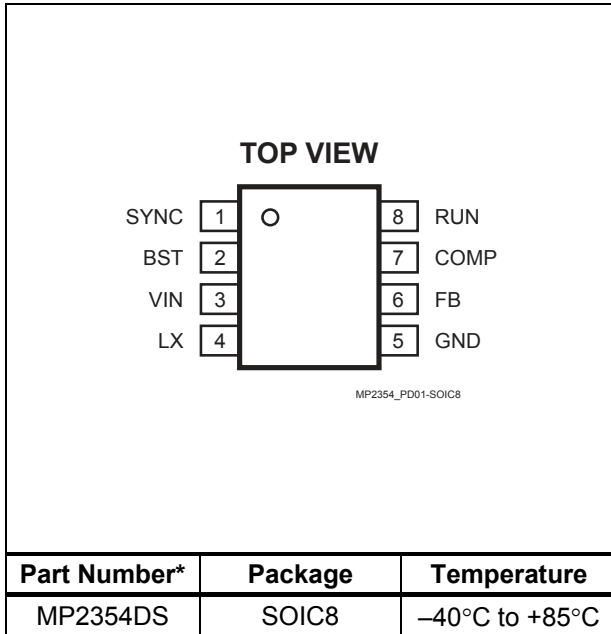 TOP VIEW
SYNC 1 8 RUN
BST 2 7 COMP
VIN 3 6 FB
LX 4 5 GND
MP2354_PD01-SOIC8
Part Number* Package Temperature
MP2354DS SOIC8 –40°C to +85°C